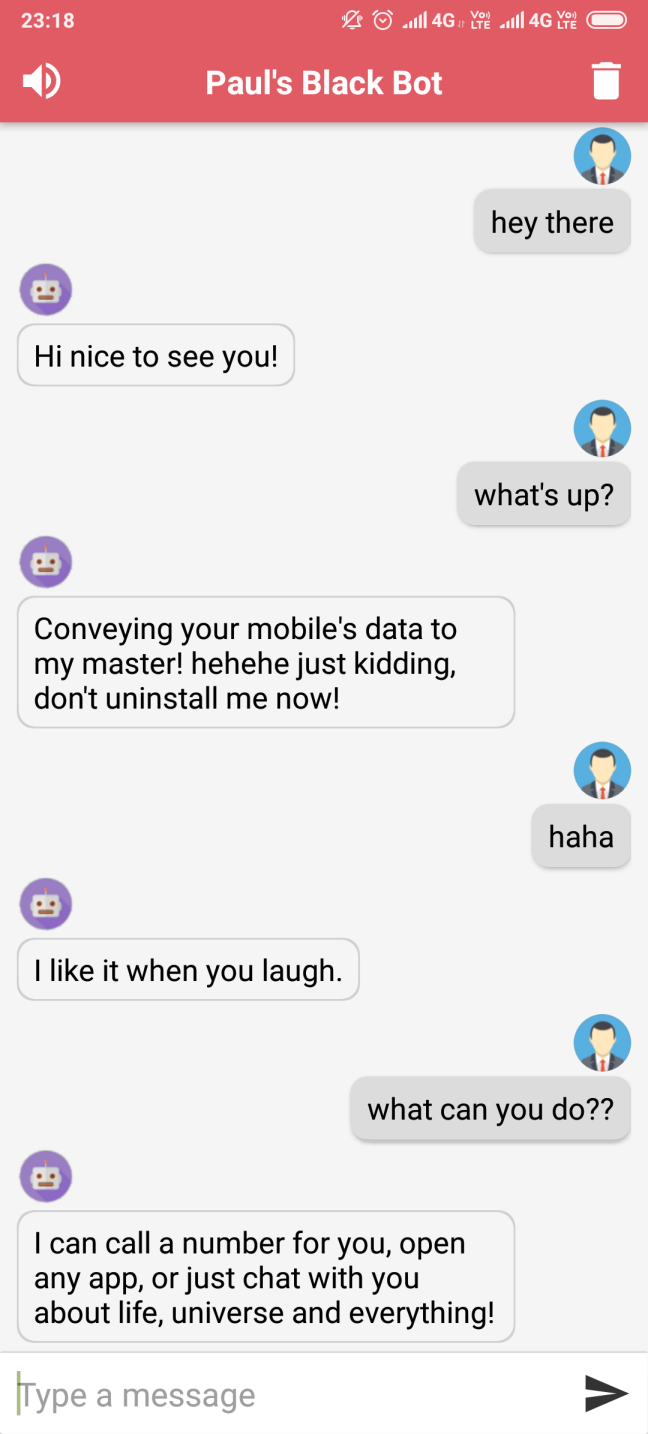 23:18 4G Vo) LTE 4G Vo) LTE
Paul's Black Bot
hey there
Hi nice to see you!
what's up?
Conveying your mobile's data to
my master! hehehe just kidding,
don't uninstall me now!
haha
I like it when you laugh.
what can you do??
I can call a number for you, open
any app, or just chat with you
about life, universe and everything!
Type a message